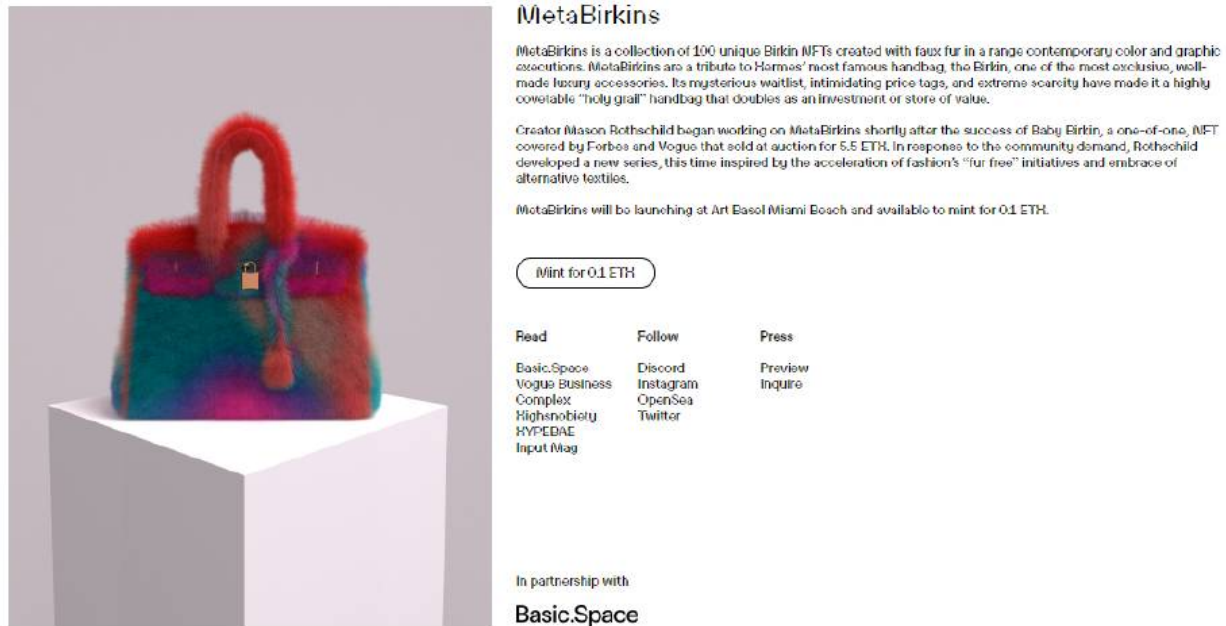 MetaBirkins
MetaBirkins is a collection of 100 unique Birkin NFTs created with faux fur in a range contemporary color and graphic
executions. MetaBirkins are a tribute to Hermes' most famous handbag, the Birkin, one of the most exclusive, well-
made luxury accessories. Its mysterious waitlist, intimidating price tags, and extreme scarcity have made it a highly
covetable "holy grail" handbag that doubles as an investment or store of value.
Creator Mason Rothschild began working on MetaBirkins shortly after the success of Baby Birkin, a one-of-one, NFT
covered by Forbes and Vogue that sold at auction for 5.5 ETH. In response to the community demand, Rothschild
developed a new series, this time inspired by the acceleration of fashion's "fur free" initiatives and embrace of
alternative textiles.
MetaBirkins will be launching at Art Basel Miami Beach and available to mint for 0.1 ETH.
Mint for 0.1 ETH
Read Follow Press
Basic.Space Discord Preview
Vogue Business Instagram Inquire
Complex OpenSea
Highsnobiety Twitter
HYPEBAE
Input Mag
In partnership with
Basic.Space